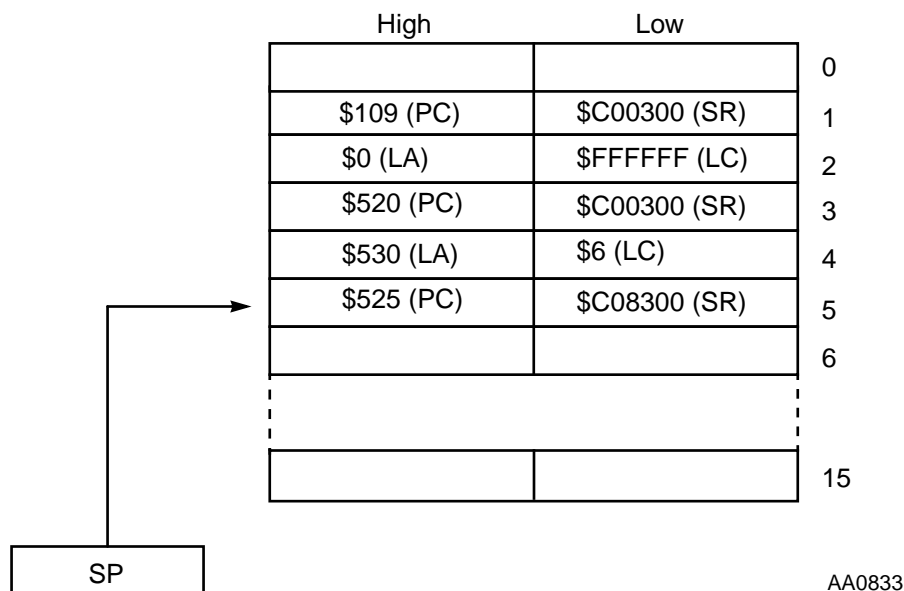 High Low
0
$109 (PC) $C00300 (SR) 1
$0 (LA) $FFFFFF (LC) 2
$520 (PC) $C00300 (SR) 3
$530 (LA) $6 (LC) 4
$525 (PC) $C08300 (SR) 5
6
15
SP
AA0833